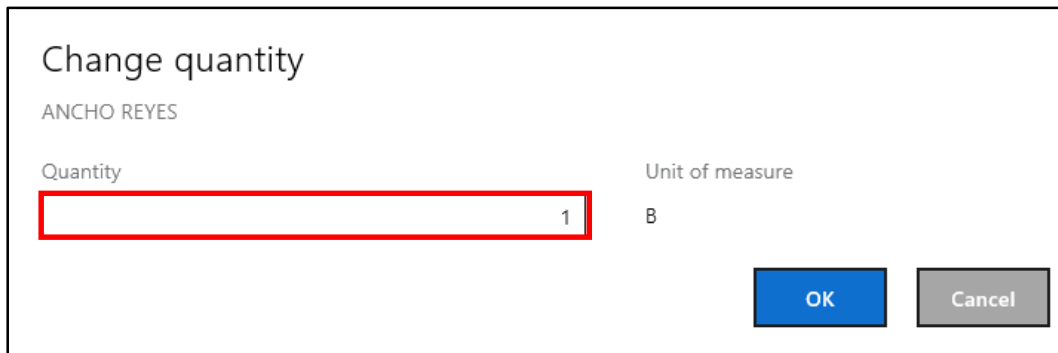 Change quantity
ANCHO REYES
Quantity
Unit of measure
1
B
OK
Cancel